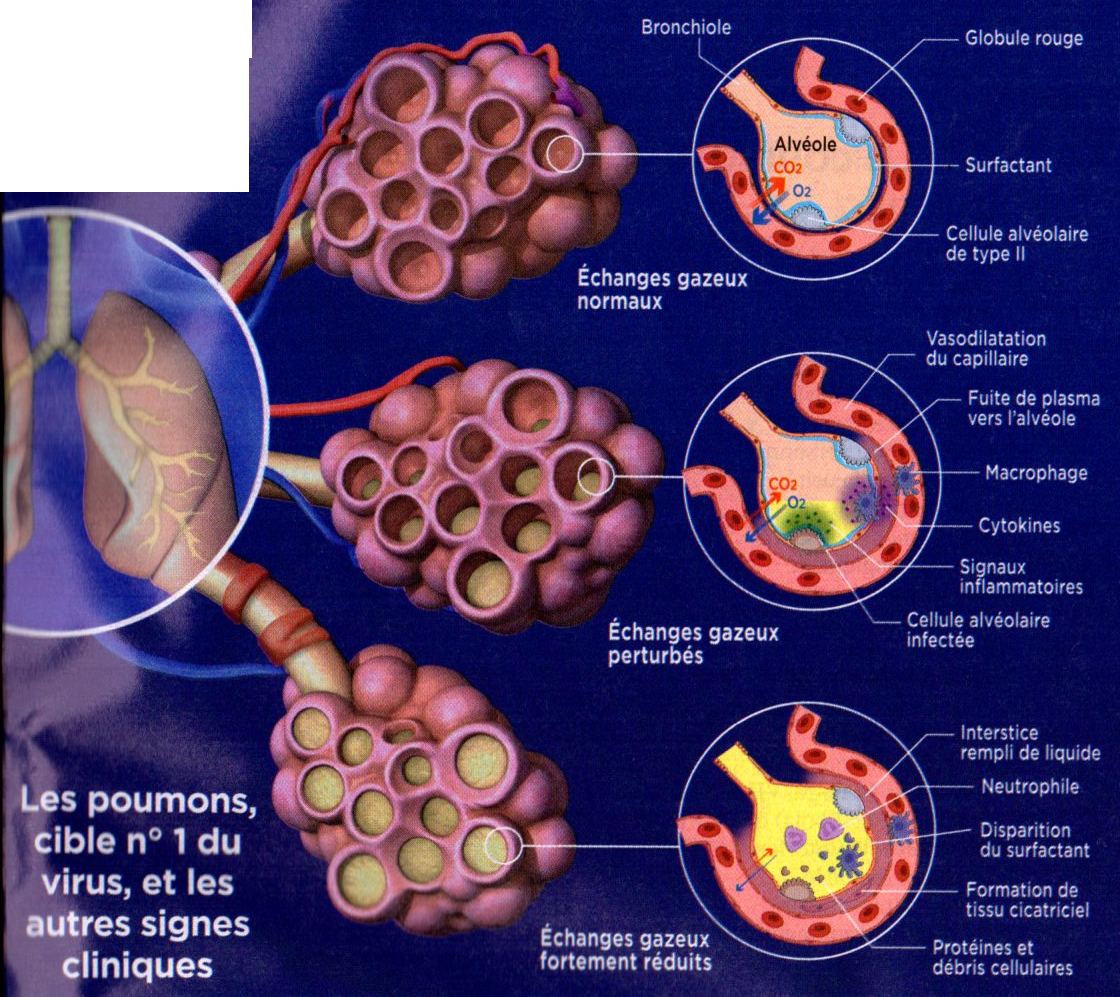 Bronchiole
Globule rouge
Alvéole
CO2
O2
Surfactant
Cellule alvéolaire
de type II
Échanges gazeux
normaux
Vasodilatation
du capillaire
Fuite de plasma
vers l'alvéole
Macrophage
CO2
O2
Cytokines
Signaux
inflammatoires
Cellule alvéolaire
infectée
Échanges gazeux
perturbés
Interstice
rempli de liquide
Neutrophile
Disparition
du surfactant
Formation de
tissu cicatriciel
Protéines et
débris cellulaires
Échanges gazeux
fortement réduits
Les poumons,
cible n° 1 du
virus, et les
autres signes
cliniques